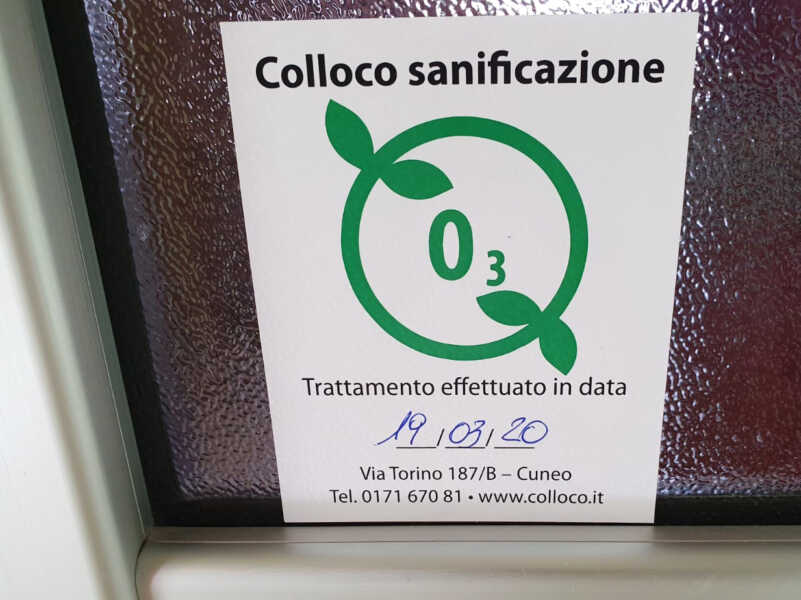 Colloco sanificazione
O3
Trattamento effettuato in data
19/03/20
Via Torino 187/B – Cuneo
Tel. 0171 670 81 • www.colloco.it